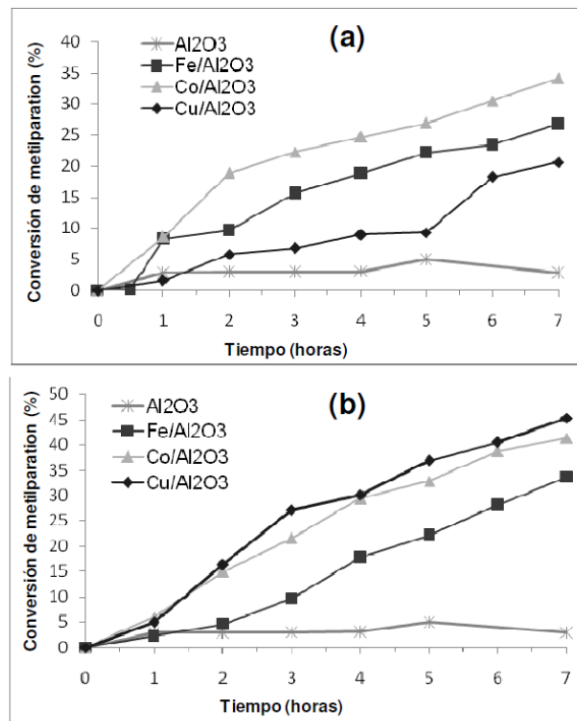 (a)
Al2O3
Fe/Al2O3
Co/Al2O3
Cu/Al2O3
Conversión de metilparation (%)
40
35
30
25
20
15
10
5
0
0 1 2 3 4 5 6 7
Tiempo (horas)
(b)
Al2O3
Fe/Al2O3
Co/Al2O3
Cu/Al2O3
Conversión de metilparation (%)
50
45
40
35
30
25
20
15
10
5
0
0 1 2 3 4 5 6 7
Tiempo (horas)